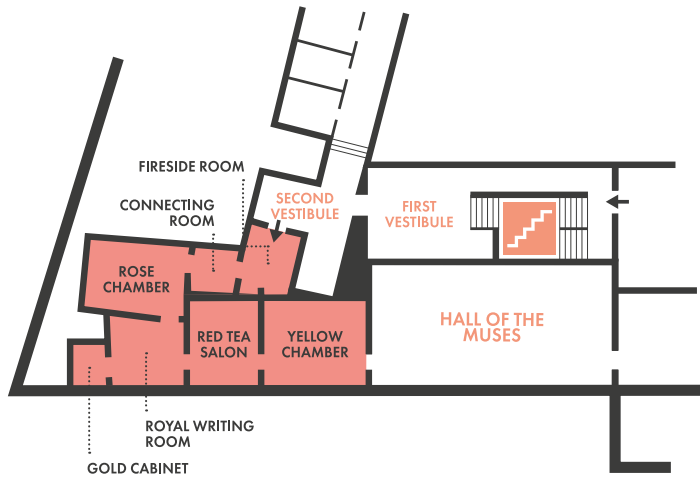 FIRESIDE ROOM
CONNECTING
ROOM
SECOND
VESTIBULE
FIRST
VESTIBULE
ROSE
CHAMBER
RED TEA
SALON
YELLOW
CHAMBER
HALL OF THE
MUSES
ROYAL WRITING
ROOM
GOLD CABINET